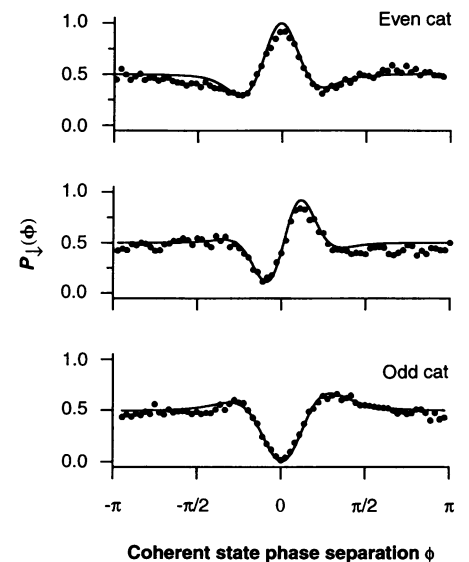 Even cat
1.0
0.5
0.0
1.0
0.5
0.0
P↓(ϕ)
Odd cat
1.0
0.5
0.0
-π -π/2 0 π/2 π
Coherent state phase separation ϕ